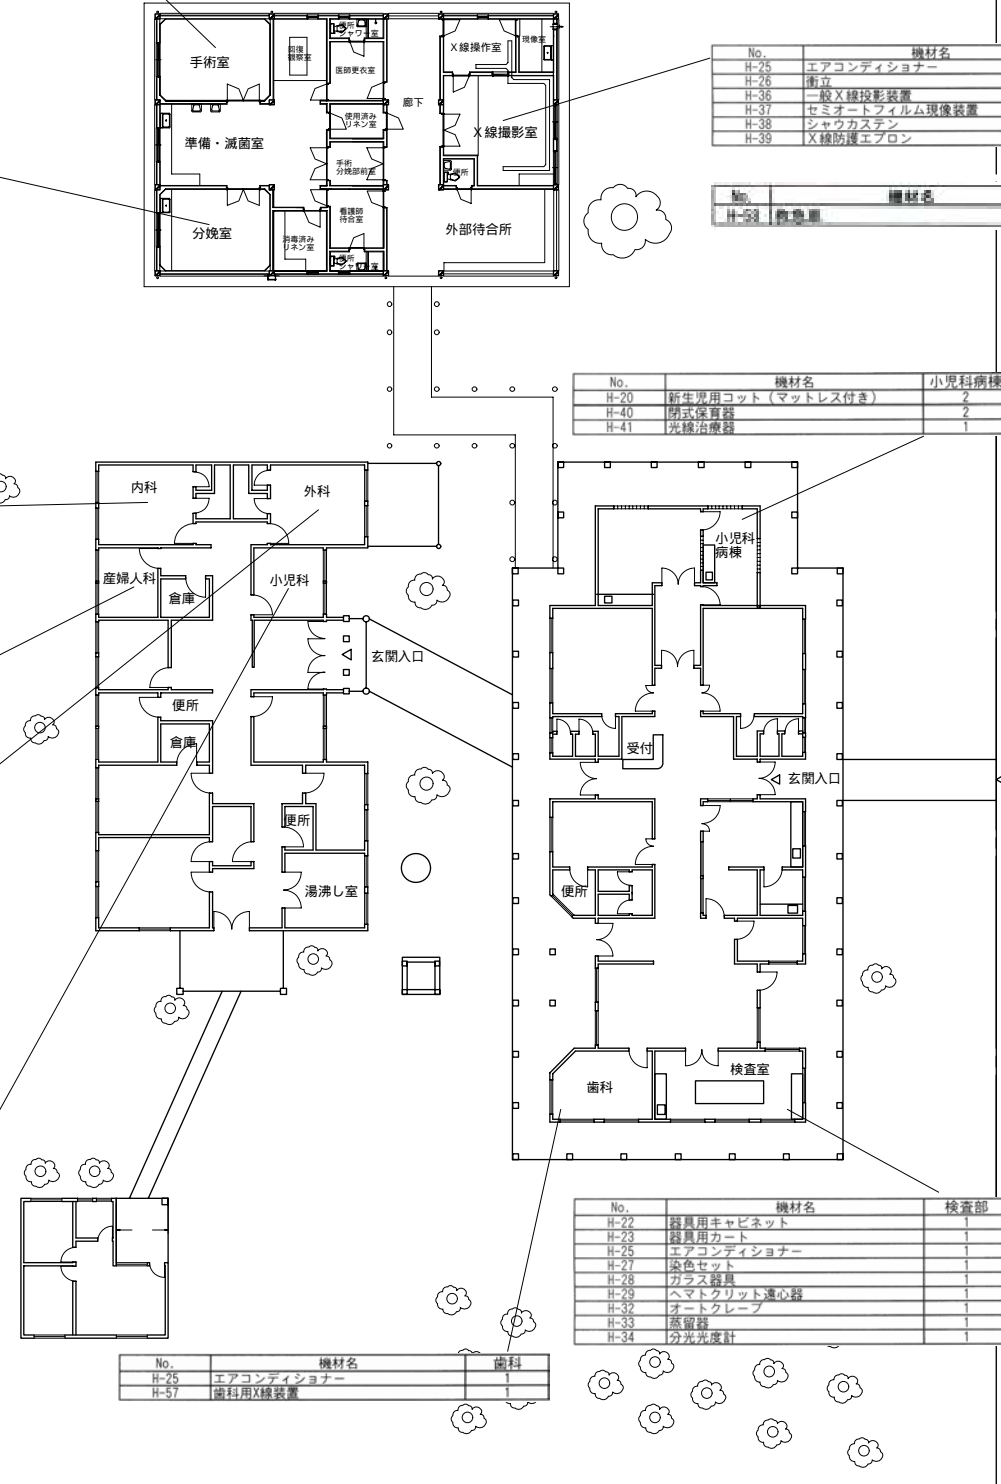 手術室
回復
観察室
便所
シャワー室
医師更衣室
廊下
X線操作室
現像室
使用済み
リネン室
X線撮影室
準備・滅菌室
手術
分娩部前室
便所
看護師
待合室
分娩室
消毒済み
リネン室
便所
シャワー室
外部待合所
No. 機材名
H-25 エアコンディショナー
H-26 衝立
H-36 一般X線投影装置
H-37 セミオートフィルム現像装置
H-38 シャウカステン
H-39 X線防護エプロン
No. 機材名
H-53 救急車
No. 機材名 小児科病棟
H-20 新生児用コット（マットレス付き） 2
H-40 閉式保育器 2
H-41 光線治療器 1
内科
外科
産婦人科
倉庫
小児科
玄関入口
便所
倉庫
便所
湯沸し室
小児科
病棟
受付
玄関入口
便所
歯科
検査室
No. 機材名 検査部
H-22 器具用キャビネット 1
H-23 器具用カート 1
H-25 エアコンディショナー 1
H-27 染色セット 1
H-28 ガラス器具 1
H-29 ヘマトクリット遠心器 1
H-32 オートクレーブ 1
H-33 蒸留器 1
H-34 分光光度計 1
No. 機材名 歯科
H-25 エアコンディショナー 1
H-57 歯科用X線装置 1